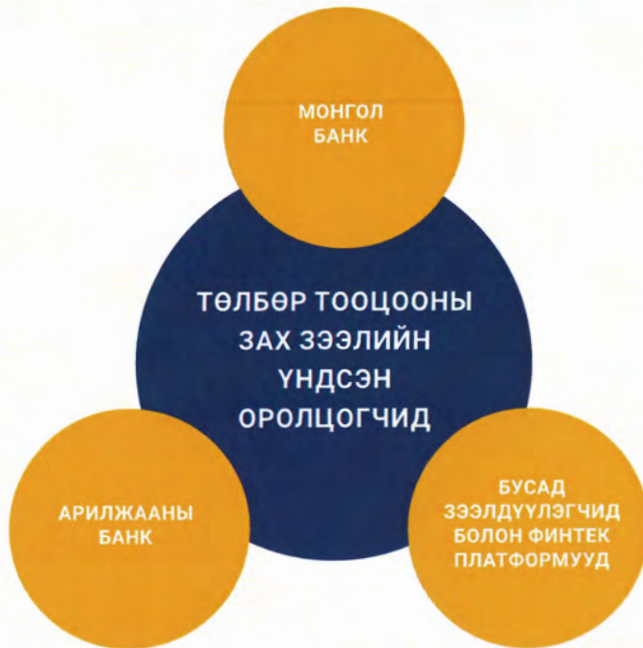 МОНГОЛ
БАНК
ТӨЛБӨР ТООЦООНЫ
ЗАХ ЗЭЭЛИЙН
ҮНДСЭН
ОРОЛЦОГЧИД
АРИЛЖААНЫ
БАНК
БУСАД
ЗЭЭЛДҮҮЛЭГЧИД
БОЛОН ФИНТЕК
ПЛАТФОРМУУД